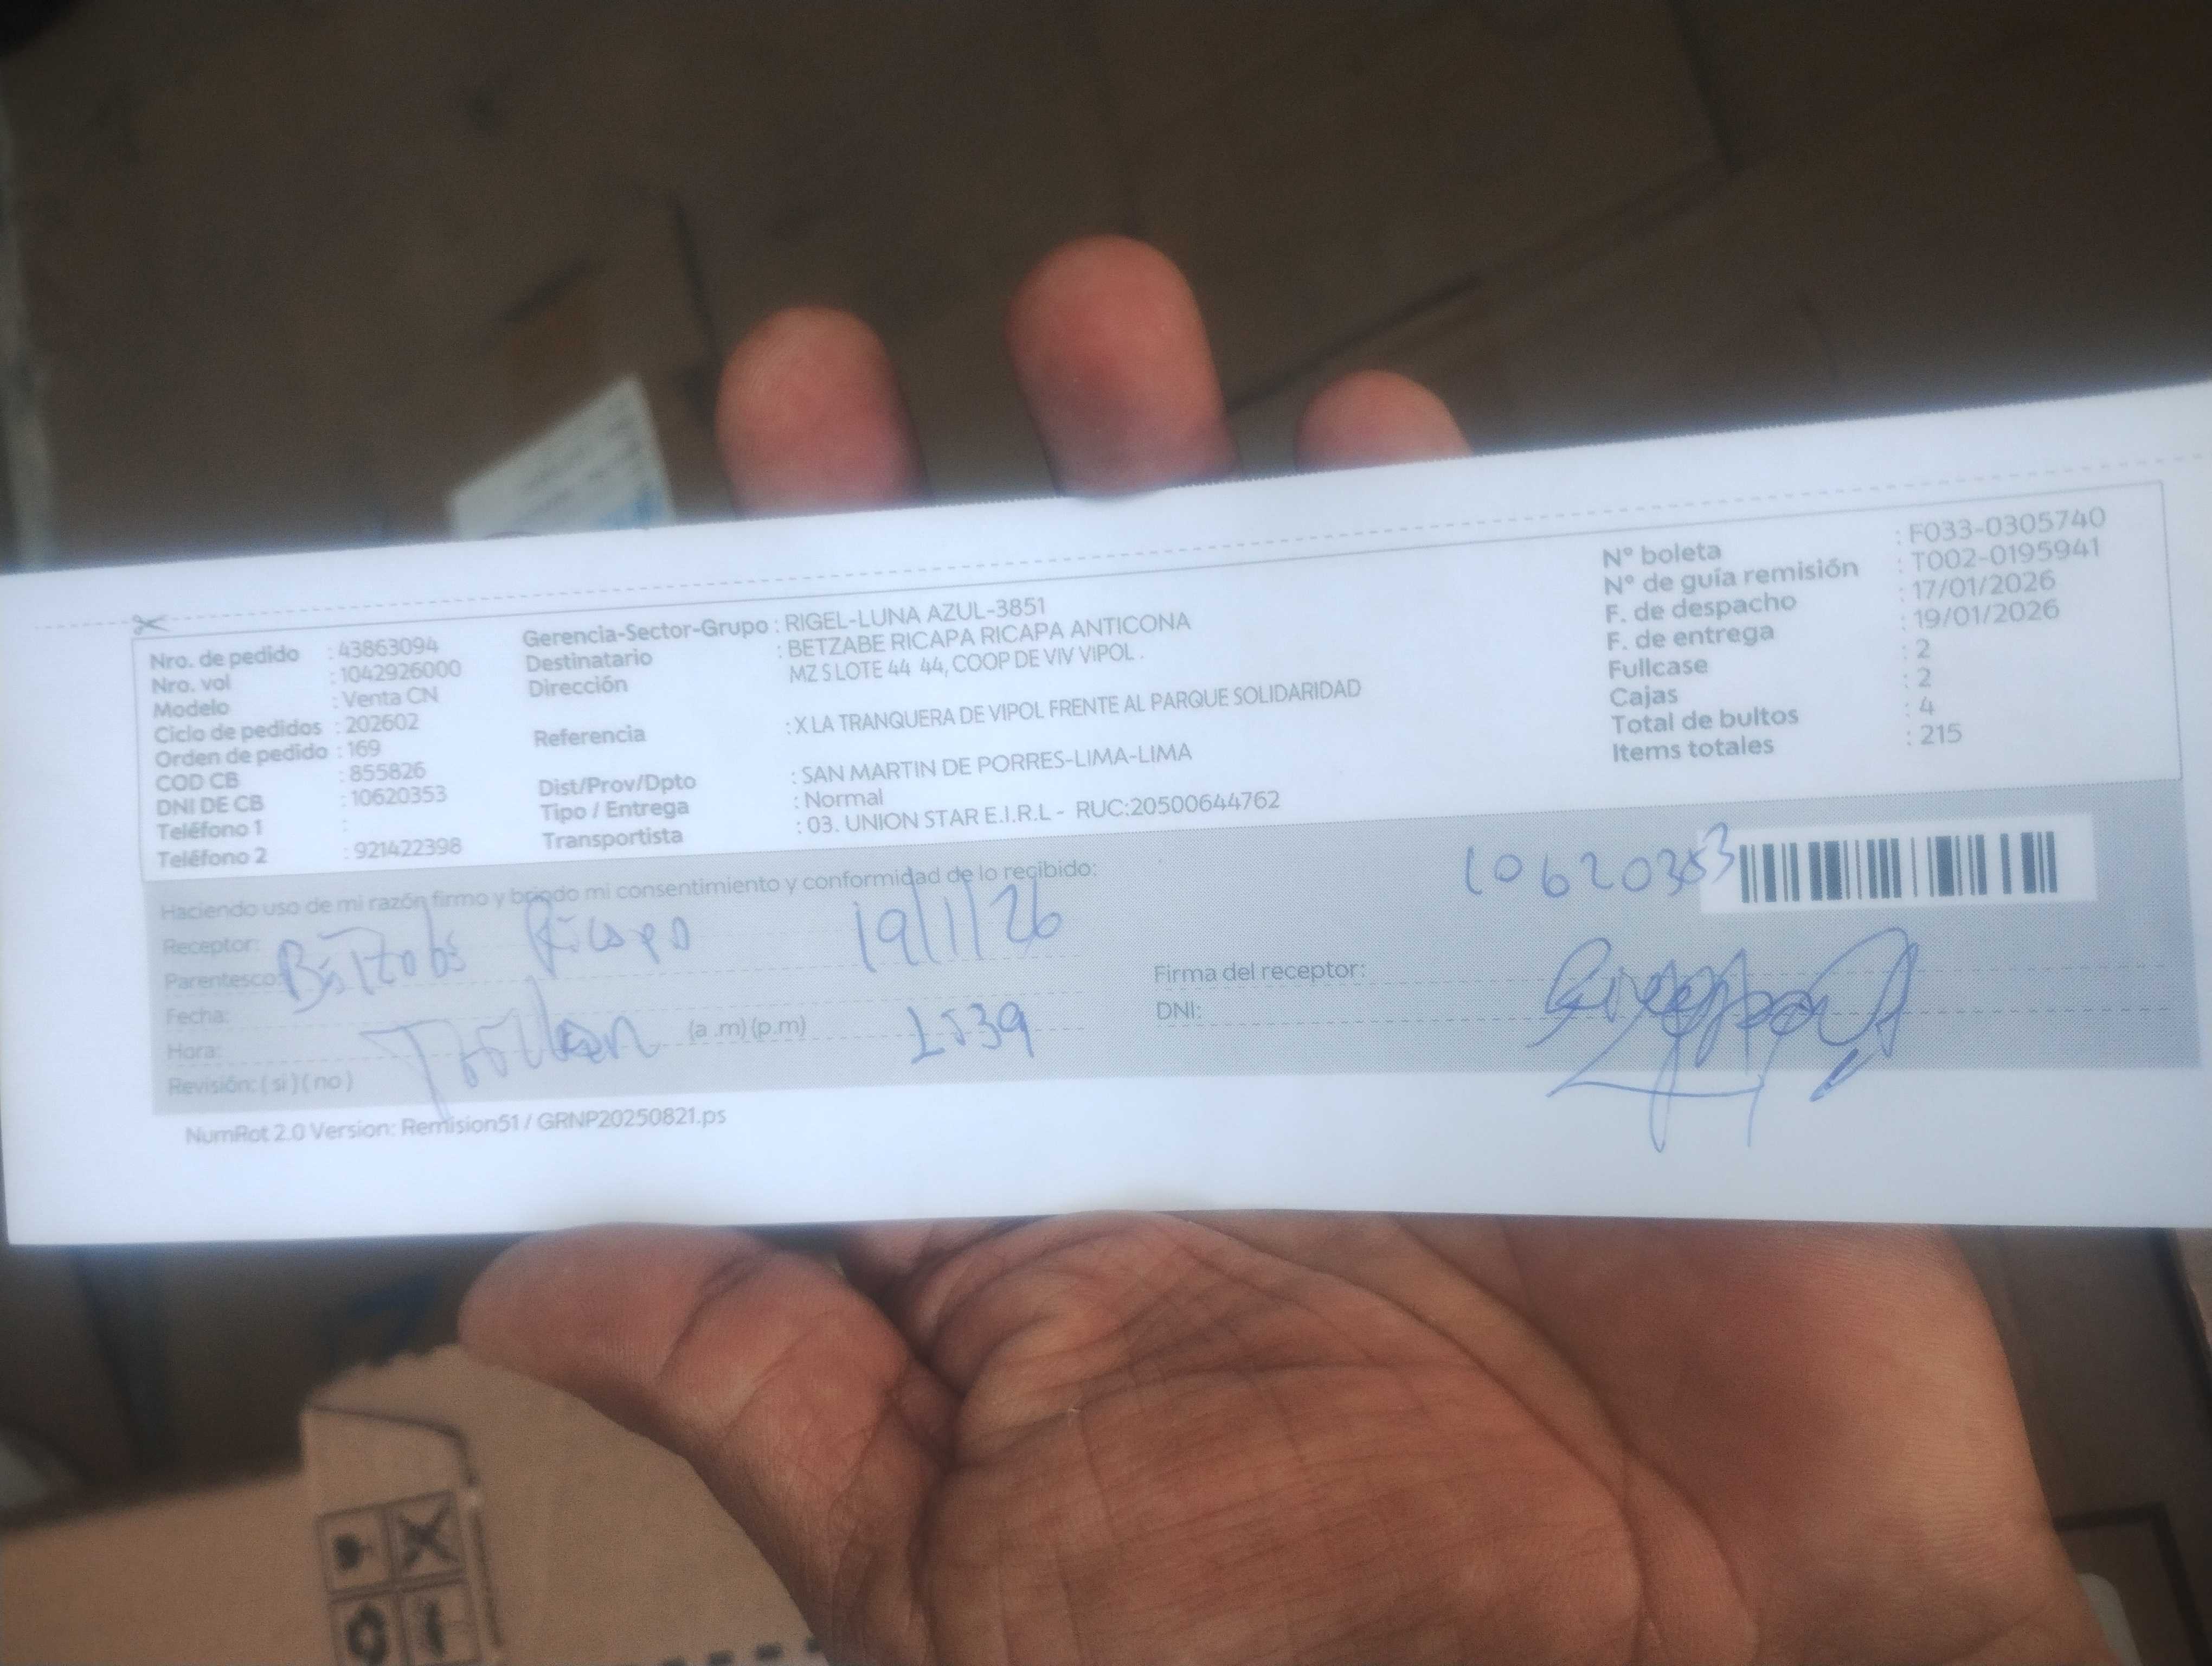 Nro. de pedido : 43863094
Nro. vol : 1042926000
Modelo : Venta CN
Ciclo de pedidos : 202602
Orden de pedido : 169
COD CB : 855826
DNI DE CB : 10620353
Teléfono 1 :
Teléfono 2 : 921422398
Gerencia-Sector-Grupo : RIGEL-LUNA AZUL-3851
Destinatario : BETZABE RICAPA RICAPA ANTICONA
Dirección MZ S LOTE 44 44, COOP DE VIV VIPOL .
Referencia : X LA TRANQUERA DE VIPOL FRENTE AL PARQUE SOLIDARIDAD
Dist/Prov/Dpto : SAN MARTIN DE PORRES-LIMA-LIMA
Tipo / Entrega : Normal
Transportista : 03. UNION STAR E.I.R.L - RUC:20500644762
N° boleta : F033-0305740
N° de guía remisión : T002-0195941
F. de despacho : 17/01/2026
F. de entrega : 19/01/2026
Fullcase : 2
Cajas : 2
Total de bultos : 4
Items totales : 215
Haciendo uso de mi razón firmo y brindo mi consentimiento y conformidad de lo recibido:
10620353
Receptor:
19/1/26
Parentesco:
Fecha:
Hora: (a .m) (p.m) 1539
Revisión: ( si ) ( no )
Firma del receptor:
DNI:
NumRot 2.0 Version: Remision51 / GRNP20250821.ps